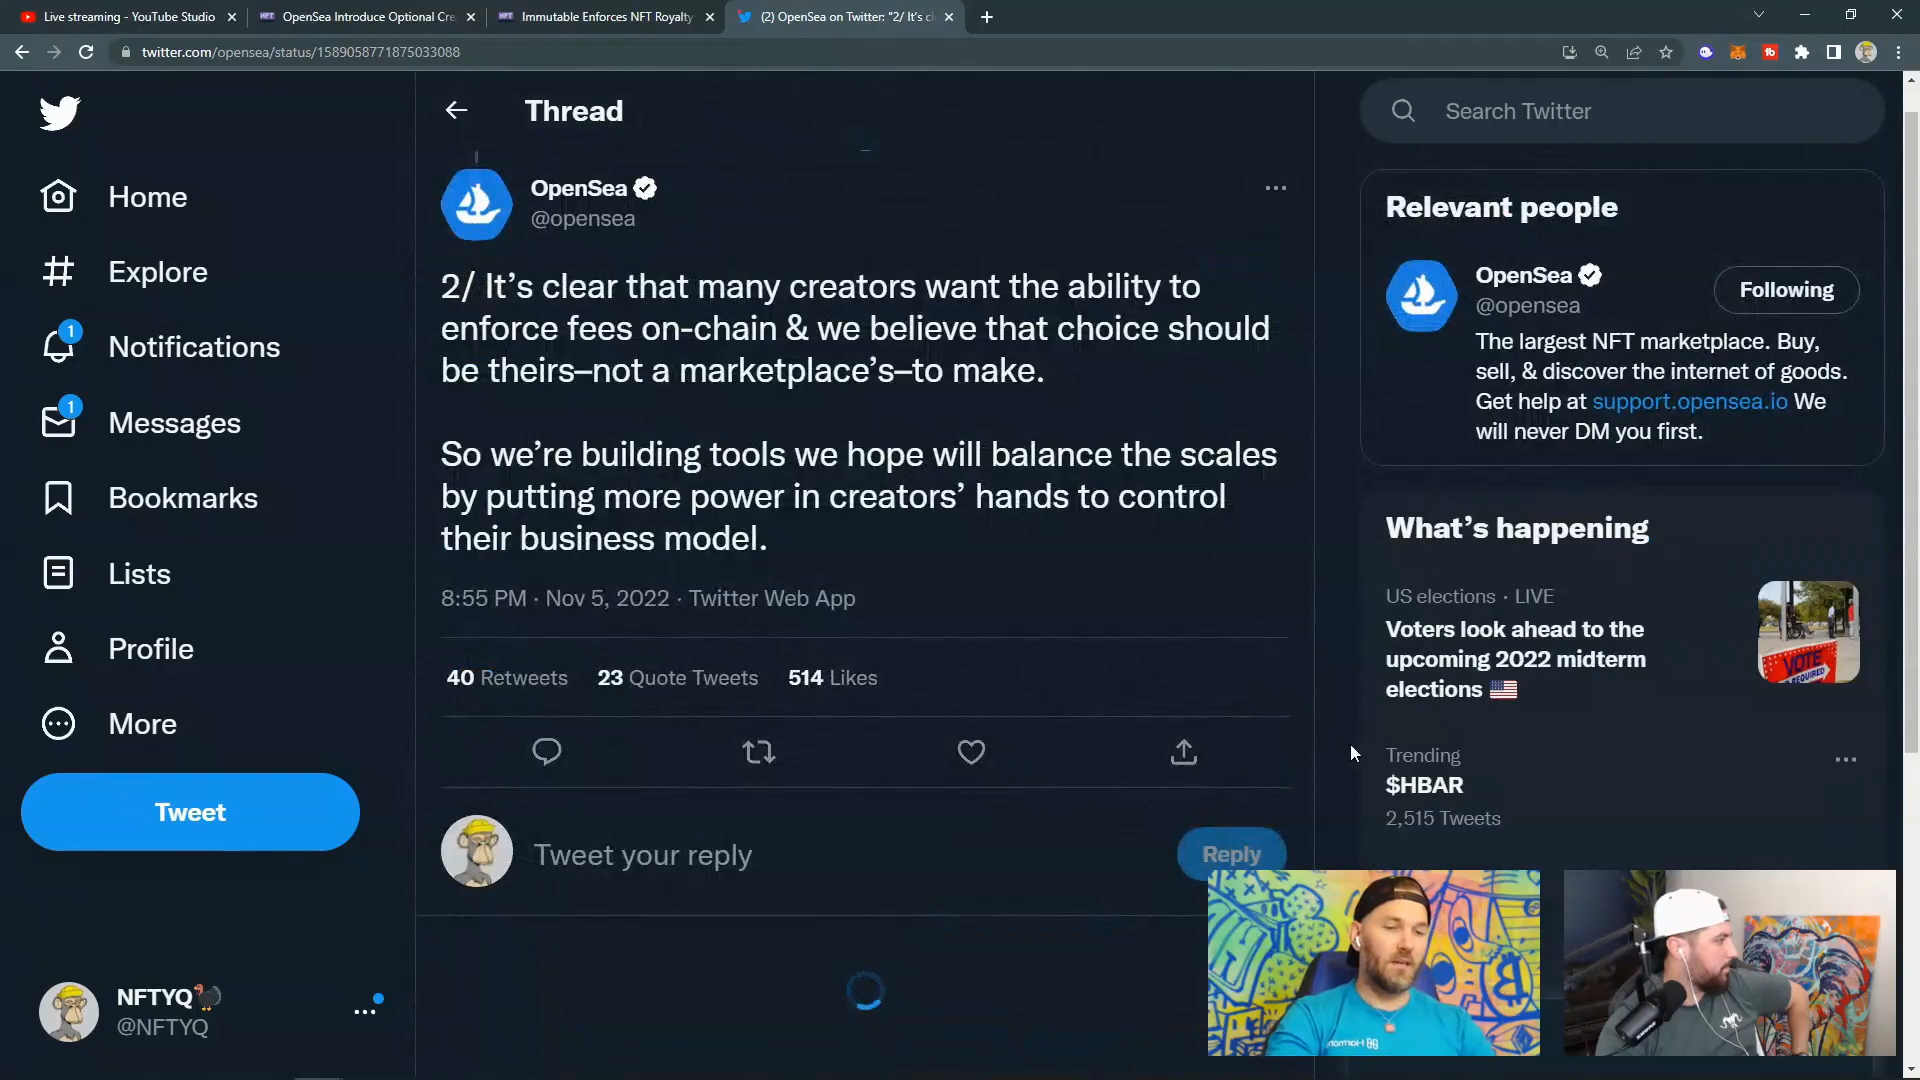 Live streaming - YouTube Studio
OpenSea Introduce Optional Cre
Immutable Enforces NFT Royalty
(2) OpenSea on Twitter: "2/ It's cl
twitter.com/opensea/status/1589058771875033088
Home
Explore
1
Notifications
1
Messages
Bookmarks
Lists
Profile
More
Tweet
NFTYQ
@NFTYQ
Thread
OpenSea
@opensea
2/ It’s clear that many creators want the ability to
enforce fees on-chain & we believe that choice should
be theirs–not a marketplace’s–to make.
So we’re building tools we hope will balance the scales
by putting more power in creators’ hands to control
their business model.
8:55 PM · Nov 5, 2022 · Twitter Web App
40 Retweets 23 Quote Tweets 514 Likes
Tweet your reply
Reply
Search Twitter
Relevant people
OpenSea
@opensea
Following
The largest NFT marketplace. Buy,
sell, & discover the internet of goods.
Get help at support.opensea.io We
will never DM you first.
What’s happening
US elections · LIVE
Voters look ahead to the
upcoming 2022 midterm
elections
VOTE
Trending
$HBAR
2,515 Tweets